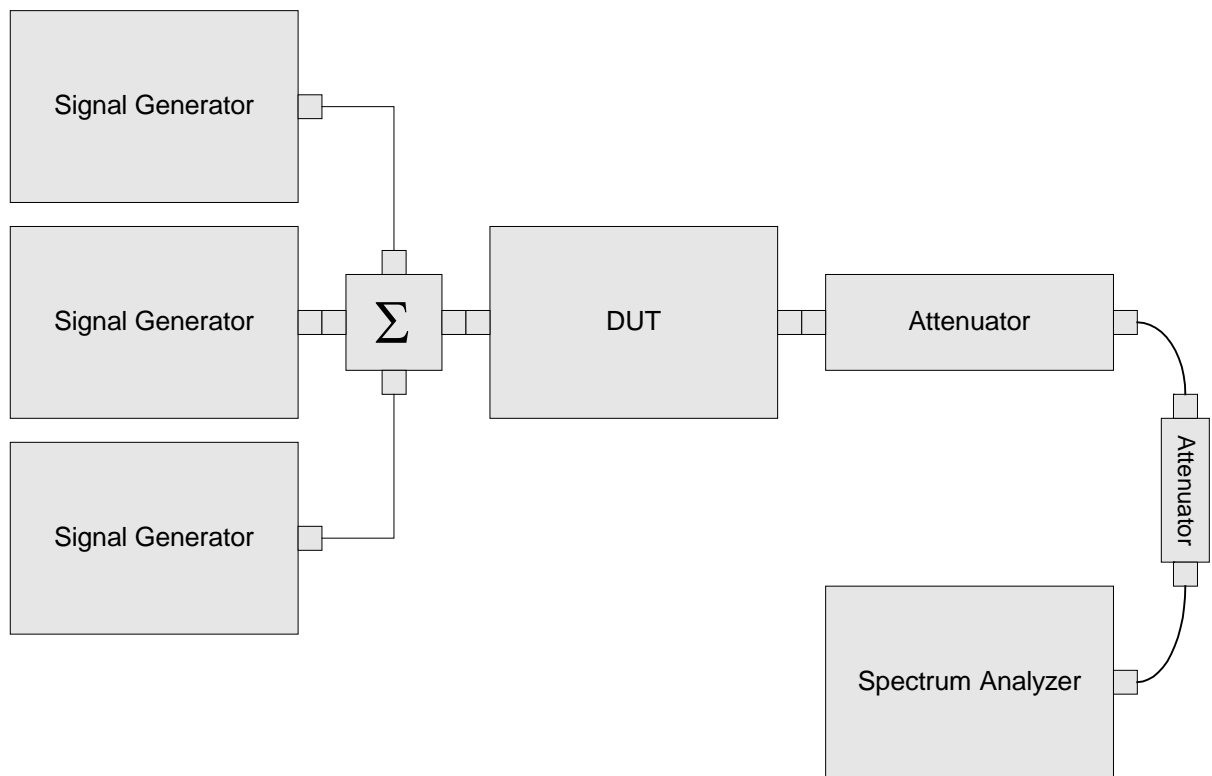 Signal Generator
Signal Generator
Σ
DUT
Attenuator
Signal Generator
Attenuator
Spectrum Analyzer